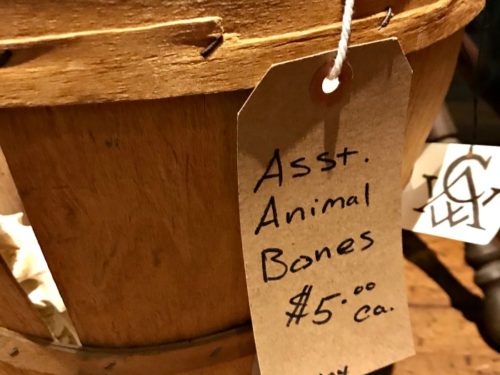 Asst.
Animal
Bones
$5.00
ea.